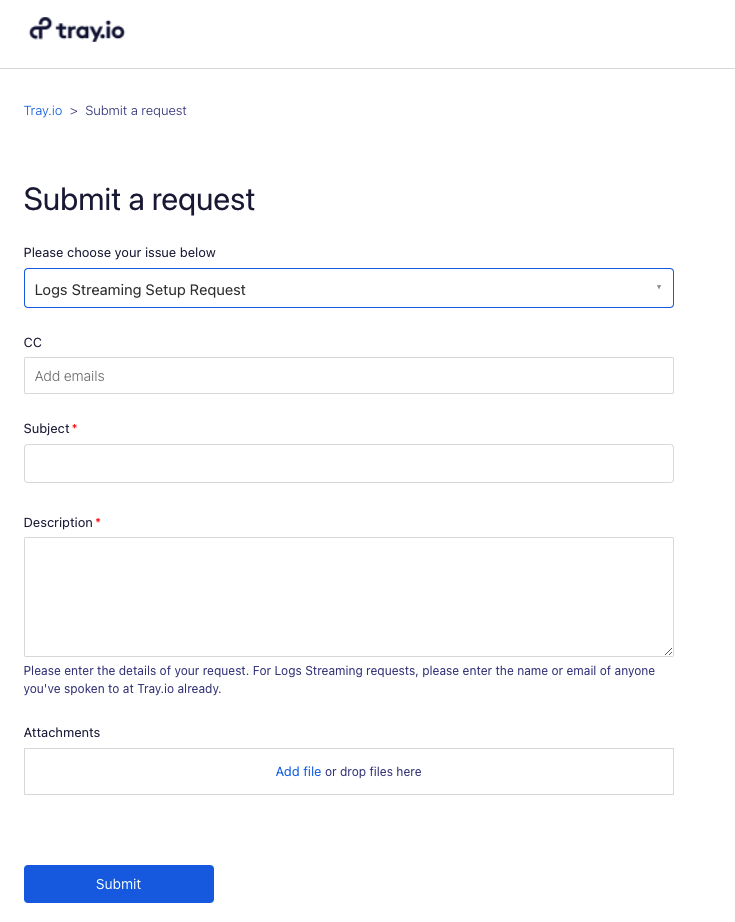 tray.io
Tray.io > Submit a request
Submit a request
Please choose your issue below
Logs Streaming Setup Request
CC
Add emails
Subject*
Description*
Please enter the details of your request. For Logs Streaming requests, please enter the name or email of anyone
you've spoken to at Tray.io already.
Attachments
Add file or drop files here
Submit